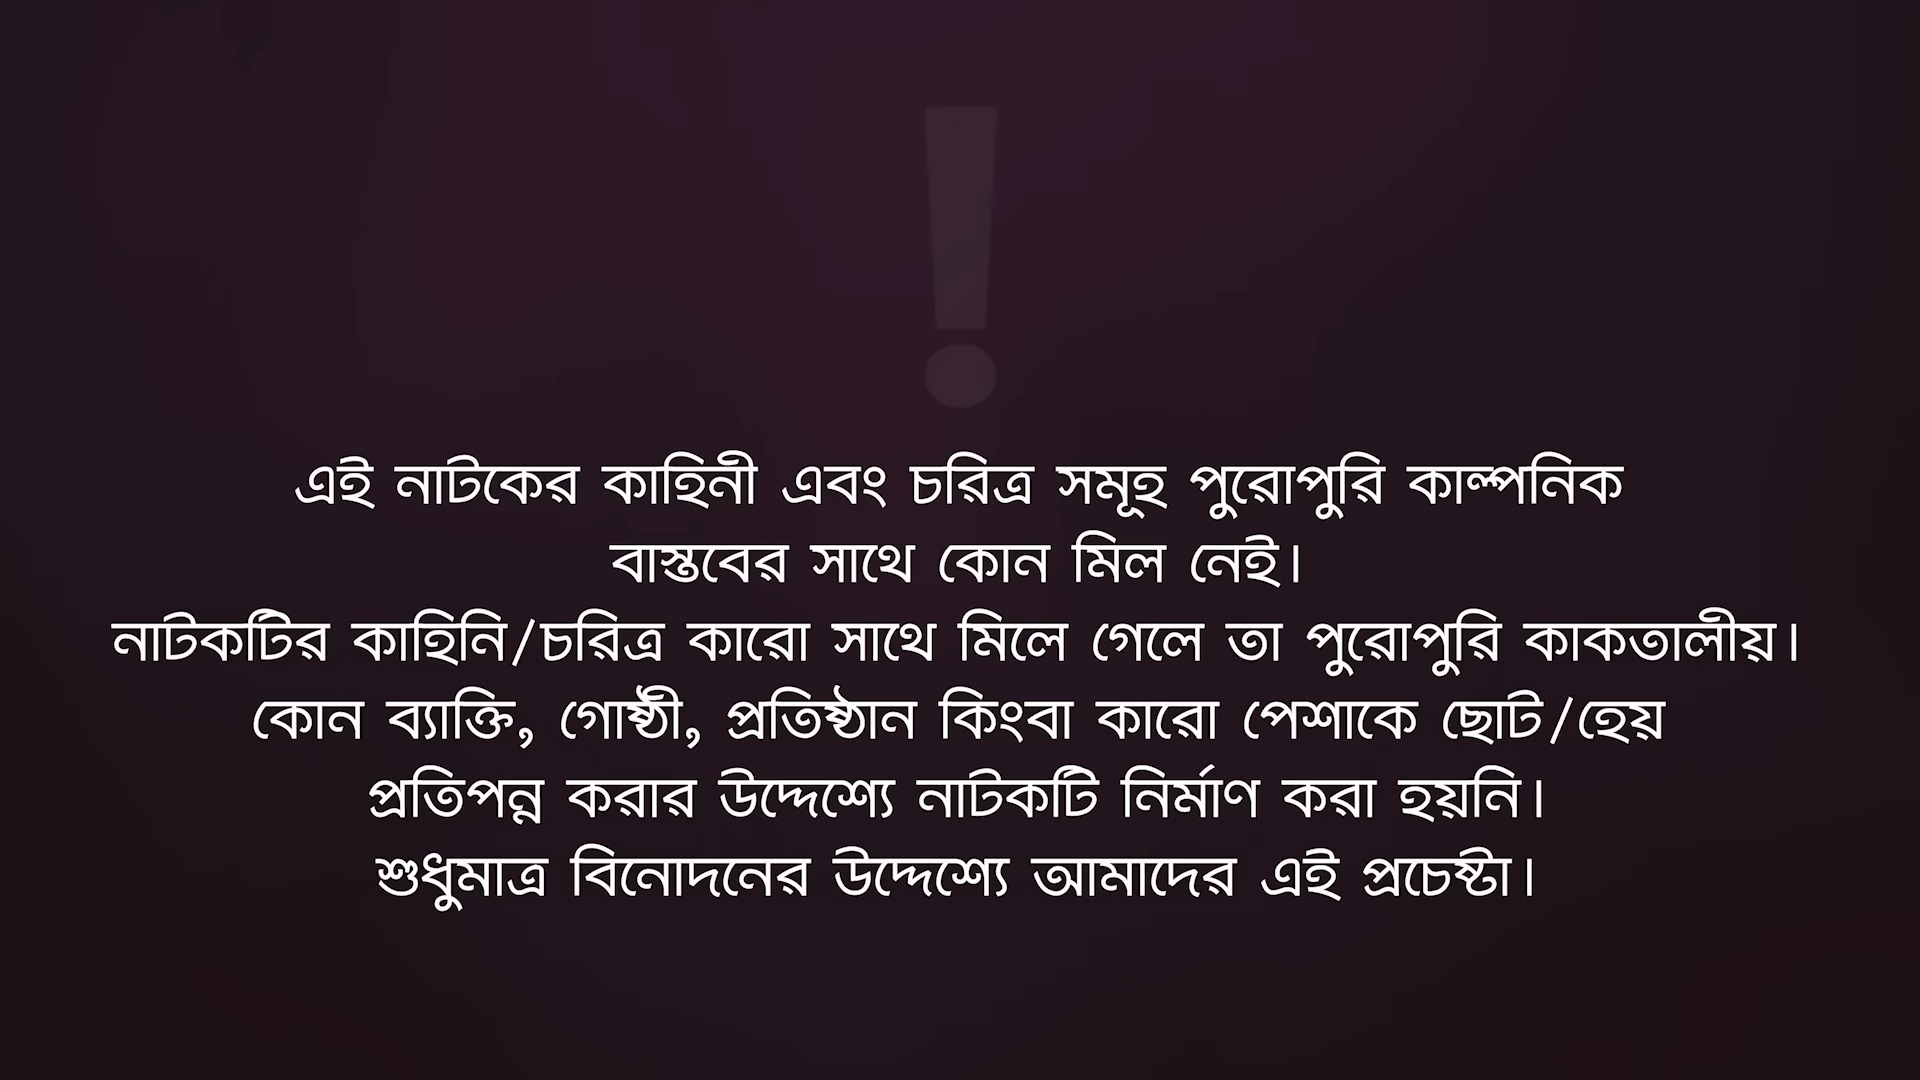 এই নাটকের কাহিনী এবং চরিত্র সমূহ পুরোপুরি কাল্পনিক
বাস্তবের সাথে কোন মিল নেই।
নাটকটির কাহিনি/চরিত্র কারো সাথে মিলে গেলে তা পুরোপুরি কাকতালীয়।
কোন ব্যাক্তি, গোষ্ঠী, প্রতিষ্ঠান কিংবা কারো পেশাকে ছোট/হেয়
প্রতিপন্ন করার উদ্দেশ্যে নাটকটি নির্মাণ করা হয়নি।
শুধুমাত্র বিনোদনের উদ্দেশ্যে আমাদের এই প্রচেষ্টা।